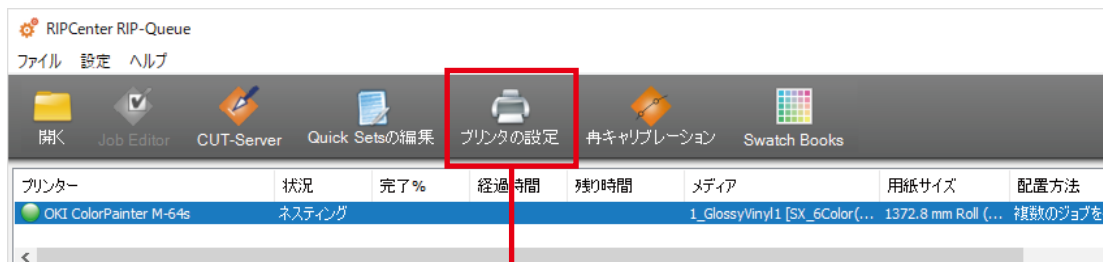 RIPCenter RIP-Queue
ファイル 設定 ヘルプ
開く Job Editor CUT-Server Quick Setsの編集 プリンタの設定 再キャリブレーション Swatch Books
プリンター 状況 完了% 経過時間 残り時間 メディア 用紙サイズ 配置方法
OKI ColorPainter M-64s ネスティング 1_GlossyVinyl1 [SX_6Color(... 1372.8 mm Roll (... 複数のジョブを